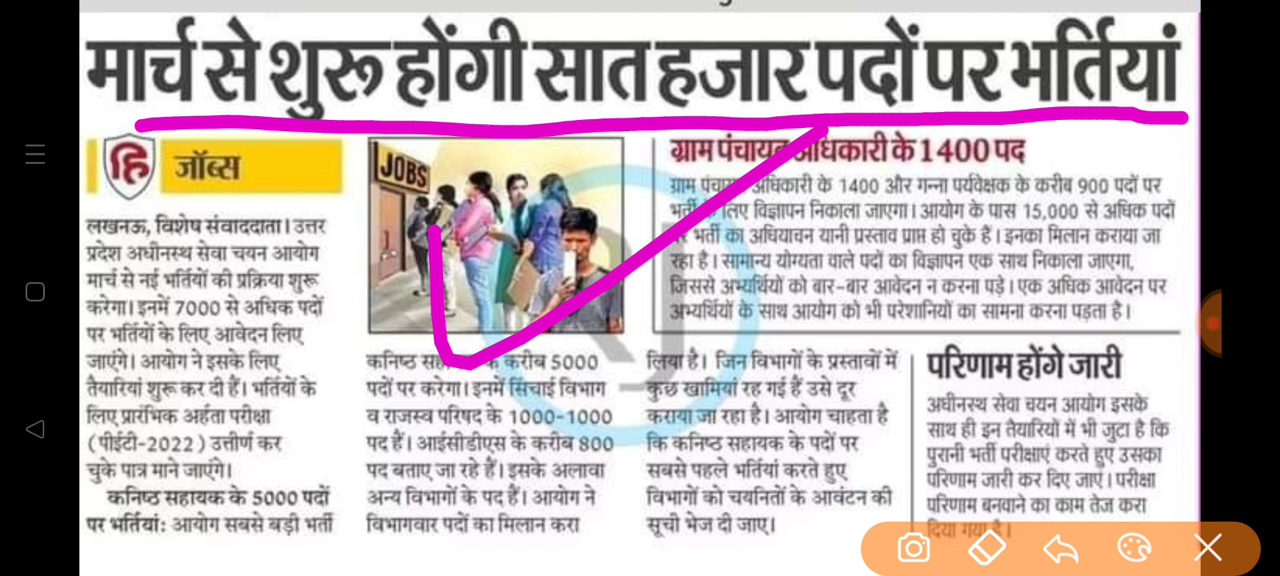 मार्च से शुरू होंगी सात हजार पदों पर भर्तियां
हि जॉब्स
लखनऊ, विशेष संवाददाता। उत्तर
प्रदेश अधीनस्थ सेवा चयन आयोग
मार्च से नई भर्तियों की प्रक्रिया शुरू
करेगा। इनमें 7000 से अधिक पदों
पर भर्तियों के लिए आवेदन लिए
जाएंगे। आयोग ने इसके लिए
तैयारियां शुरू कर दी हैं। भर्तियों के
लिए प्रारंभिक अर्हता परीक्षा
(पीईटी-2022) उत्तीर्ण कर
चुके पात्र माने जाएंगे।
कनिष्ठ सहायक के 5000 पदों
पर भर्तियां: आयोग सबसे बड़ी भर्ती
JOBS
कनिष्ठ के करीब 5000
पदों पर करेगा। इनमें सिंचाई विभाग
व राजस्व परिषद के 1000-1000
पद हैं। आईसीडीएस के करीब 800
पद बताए जा रहे हैं। इसके अलावा
अन्य विभागों के पद हैं। आयोग ने
विभागवार पदों का मिलान करा
लिया है। जिन विभागों के प्रस्तावों में
कुछ खामियां रह गई हैं उसे दूर
कराया जा रहा है। आयोग चाहता है
कि कनिष्ठ सहायक के पदों पर
सबसे पहले भर्तियां करते हुए
विभागों को चयनितों के आवंटन की
सूची भेज दी जाए।
ग्राम पंचायत अधिकारी के 1400 पद
ग्राम पंचायत अधिकारी के 1400 और गन्ना पर्यवेक्षक के करीब 900 पदों पर
भर्ती के लिए विज्ञापन निकाला जाएगा। आयोग के पास 15,000 से अधिक पदों
पर भर्ती का अधियाचन यानी प्रस्ताव प्राप्त हो चुके हैं। इनका मिलान कराया जा
रहा है। सामान्य योग्यता वाले पदों का विज्ञापन एक साथ निकाला जाएगा,
जिससे अभ्यर्थियों को बार-बार आवेदन न करना पड़े। एक अधिक आवेदन पर
अभ्यर्थियों के साथ आयोग को भी परेशानियों का सामना करना पड़ता है।
परिणाम होंगे जारी
अधीनस्थ सेवा चयन आयोग इसके
साथ ही इन तैयारियों में भी जुटा है कि
पुरानी भर्ती परीक्षाएं करते हुए उसका
परिणाम जारी कर दिए जाएं। परीक्षा
परिणाम बनवाने का काम तेज करा
दिया गया है।